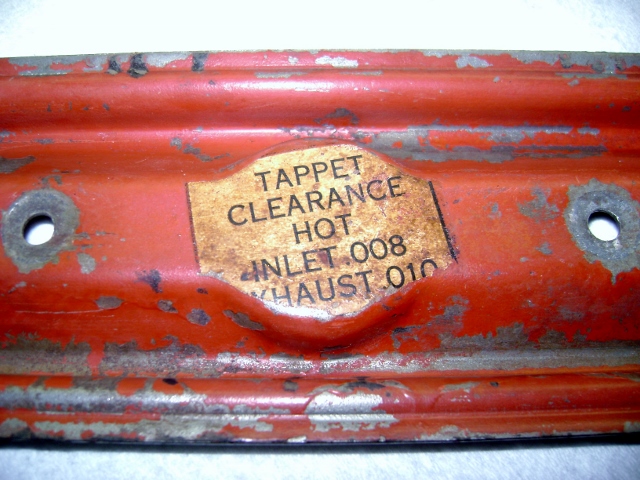 TAPPET
CLEARANCE
HOT
INLET .008
XHAUST .010